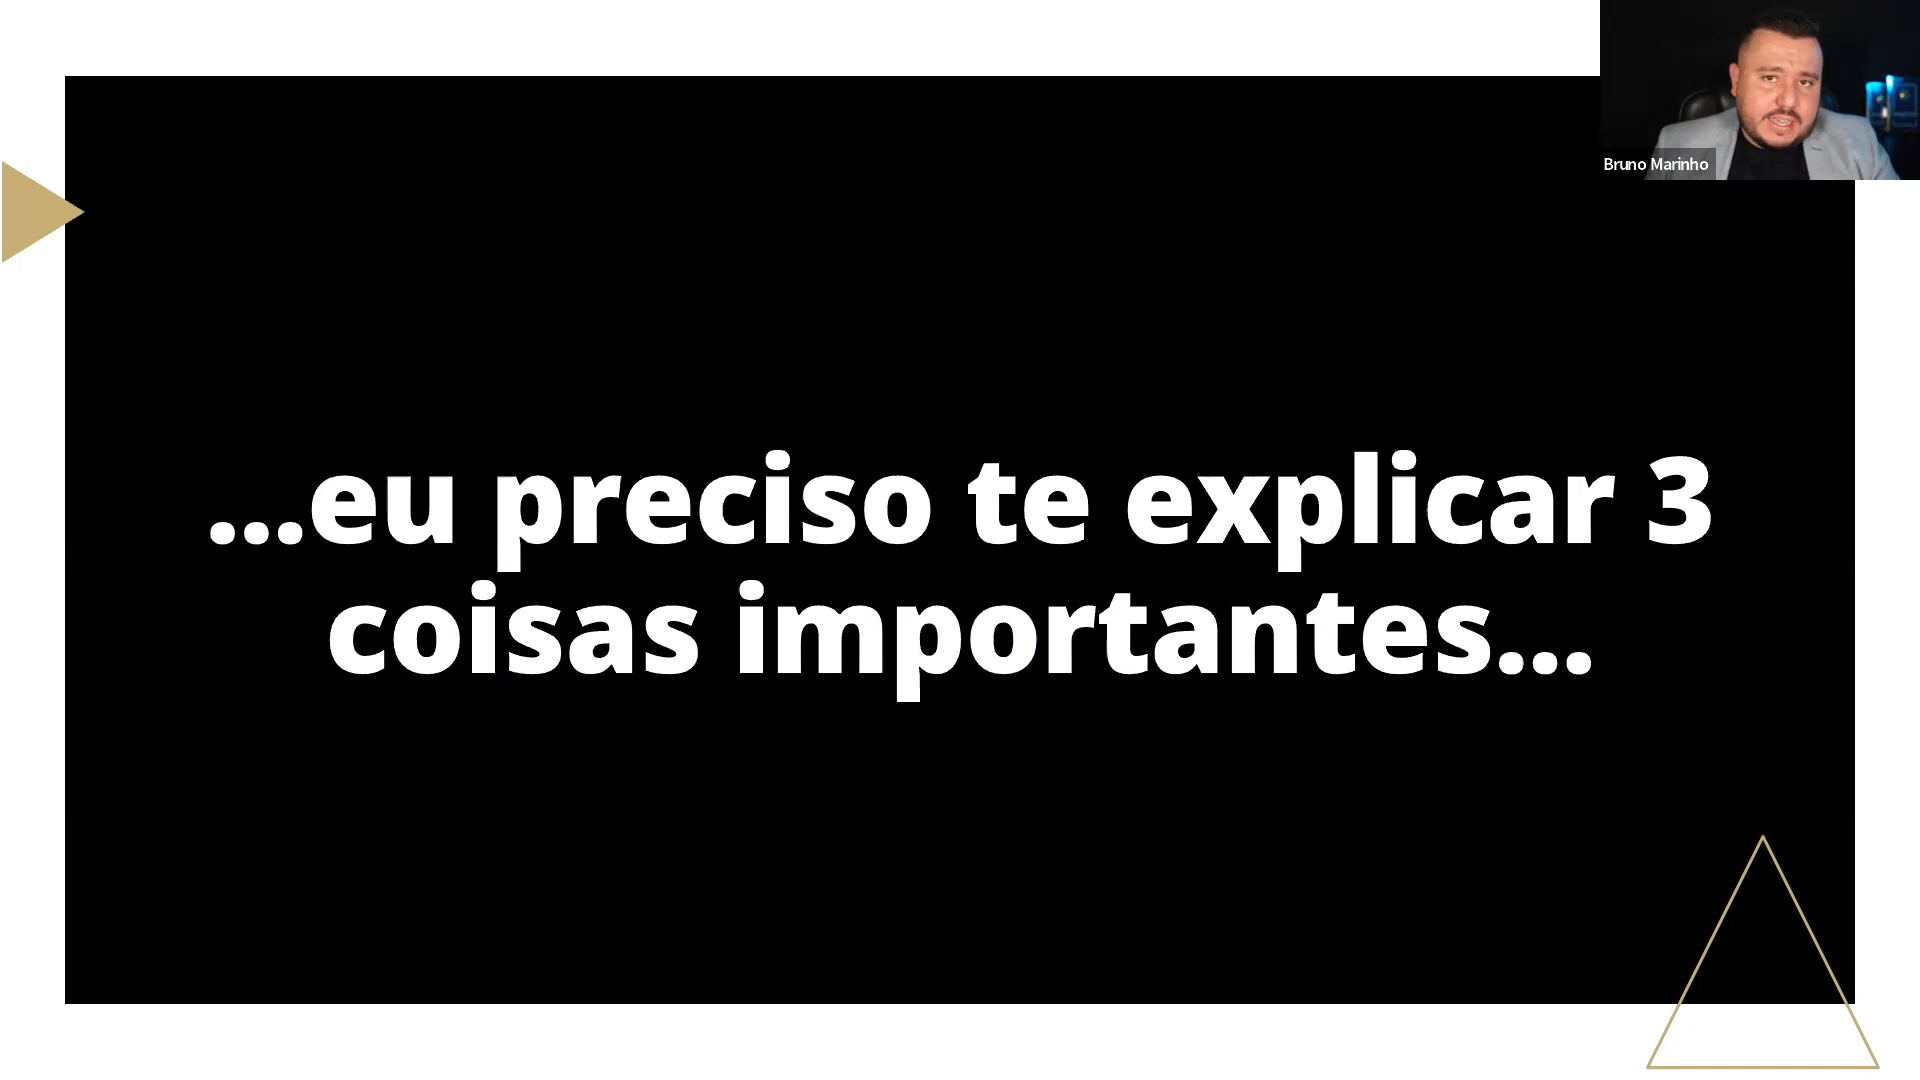 Bruno Marinho
...eu preciso te explicar 3
coisas importantes...